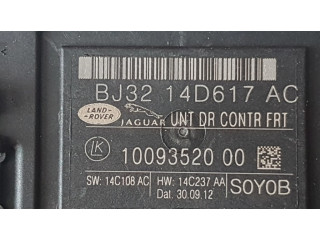 BJ32 14D617 AC
LAND-
ROVER
JAGUAR UNT DR CONTR FRT
LK 10093520 00
SW: 14C108 AC HW: 14C237 AA S0Y0B
Dat. 30.09.12